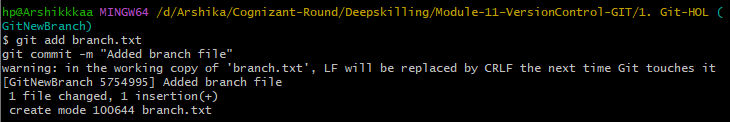 hp@Arshikkkaa MINGW64 /d/Arshika/Cognizant-Round/Deepskilling/Module-11-VersionControl-GIT/1. Git-HOL (
GitNewBranch)
$ git add branch.txt
git commit -m "Added branch file"
warning: in the working copy of 'branch.txt', LF will be replaced by CRLF the next time Git touches it
[GitNewBranch 5754995] Added branch file
 1 file changed, 1 insertion(+)
 create mode 100644 branch.txt